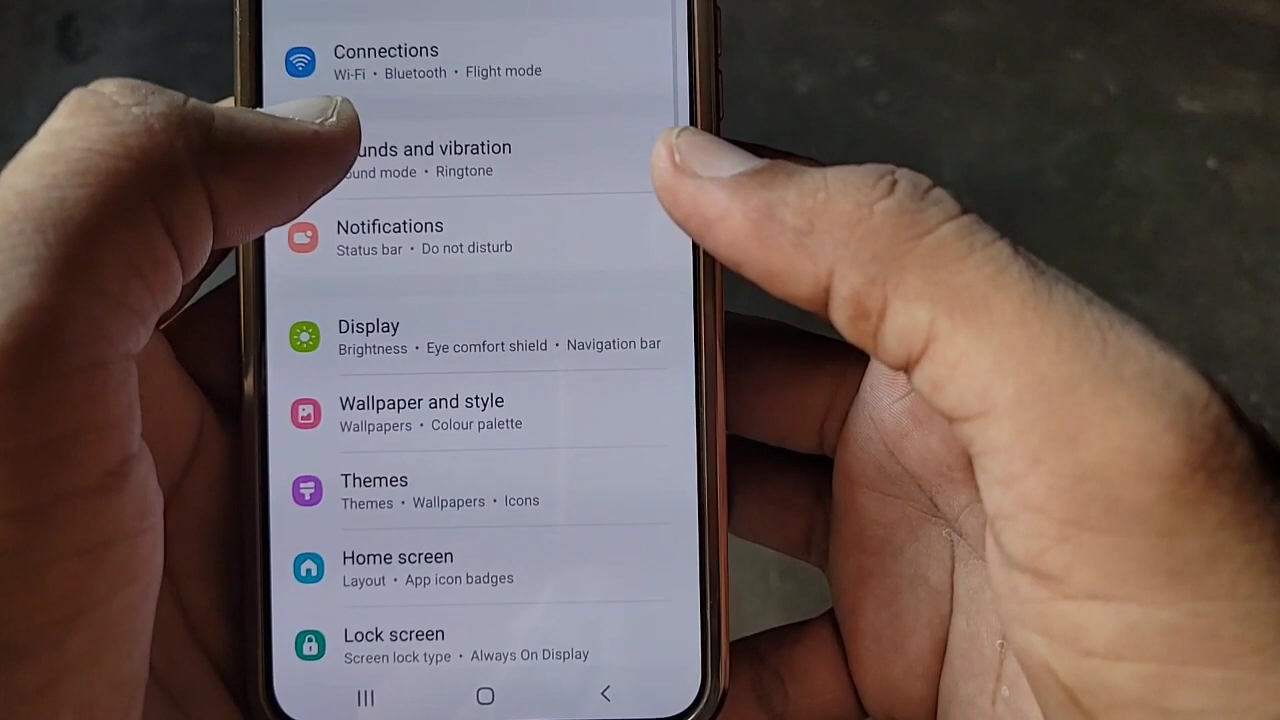 Connections
Wi-Fi • Bluetooth • Flight mode
unds and vibration
ound mode • Ringtone
Notifications
Status bar • Do not disturb
Display
Brightness • Eye comfort shield • Navigation bar
Wallpaper and style
Wallpapers • Colour palette
Themes
Themes • Wallpapers • Icons
Home screen
Layout • App icon badges
Lock screen
Screen lock type • Always On Display